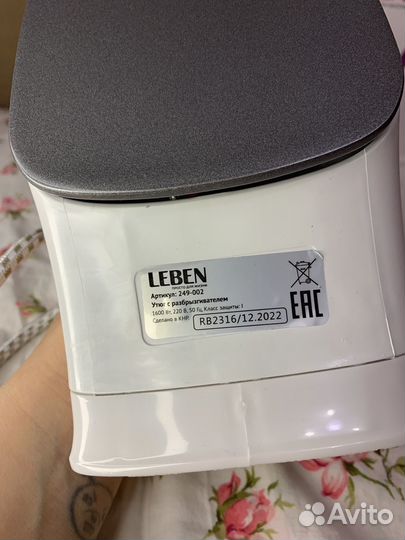 LEBEN
просто для жизни
Артикул: 249-002
Утюг с разбрызгивателем
1600 Вт, 220 В, 50 Гц, Класс защиты: I
Сделано в КНР. RB2316/12.2022
EAC
Avito